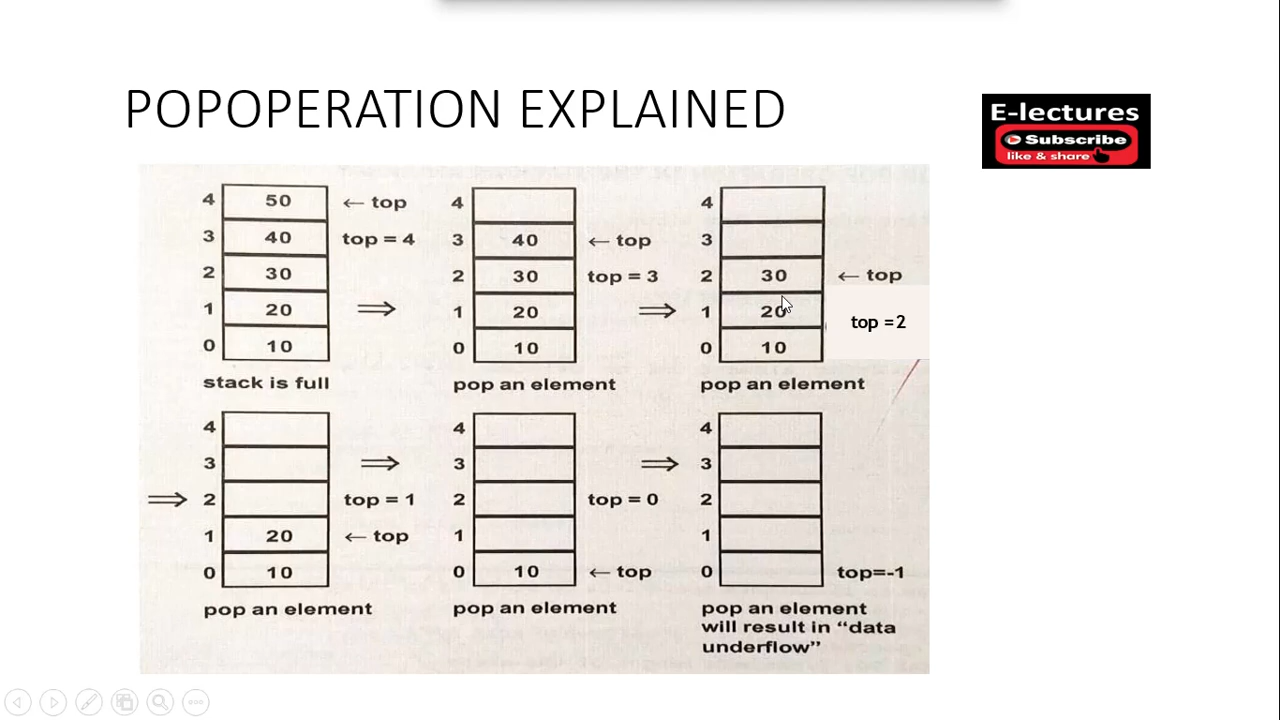 POPOPERATION EXPLAINED
E-lectures
Subscribe
like & share
4 50 ← top
3 40 top = 4
2 30
1 20 ⇒
0 10
stack is full
4
3 40 ← top
2 30 top = 3
1 20 ⇒
0 10
pop an element
4
3
2 30 ← top
1 20 top =2
0 10
pop an element
4
3 ⇒
⇒ 2 top = 1
1 20 ← top
0 10
pop an element
4
3 ⇒
2 top = 0
1
0 10 ← top
pop an element
4
3
2
1
0 top=-1
pop an element
will result in “data
underflow”